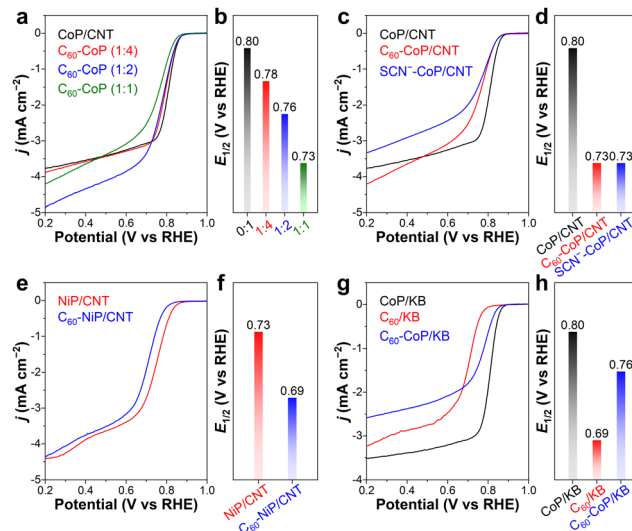 a
CoP/CNT
C₆₀-CoP (1:4)
C₆₀-CoP (1:2)
C₆₀-CoP (1:1)
j (mA cm⁻²)
0
-1
-2
-3
-4
-5
0.2 0.4 0.6 0.8 1.0
Potential (V vs RHE)
b
E₁/₂ (V vs RHE)
0.80
0.78
0.76
0.73
0:1
1:4
1:2
1:1
c
CoP/CNT
C₆₀-CoP/CNT
SCN⁻-CoP/CNT
j (mA cm⁻²)
0
-1
-2
-3
-4
-5
0.2 0.4 0.6 0.8 1.0
Potential (V vs RHE)
d
E₁/₂ (V vs RHE)
0.80
0.73 0.73
CoP/CNT
C₆₀-CoP/CNT
SCN⁻-CoP/CNT
e
NiP/CNT
C₆₀-NiP/CNT
j (mA cm⁻²)
0
-1
-2
-3
-4
-5
0.2 0.4 0.6 0.8 1.0
Potential (V vs RHE)
f
E₁/₂ (V vs RHE)
0.73
0.69
NiP/CNT
C₆₀-NiP/CNT
g
CoP/KB
C₆₀/KB
C₆₀-CoP/KB
j (mA cm⁻²)
0
-1
-2
-3
-4
0.2 0.4 0.6 0.8 1.0
Potential (V vs RHE)
h
E₁/₂ (V vs RHE)
0.80
0.69
0.76
CoP/KB
C₆₀/KB
C₆₀-CoP/KB